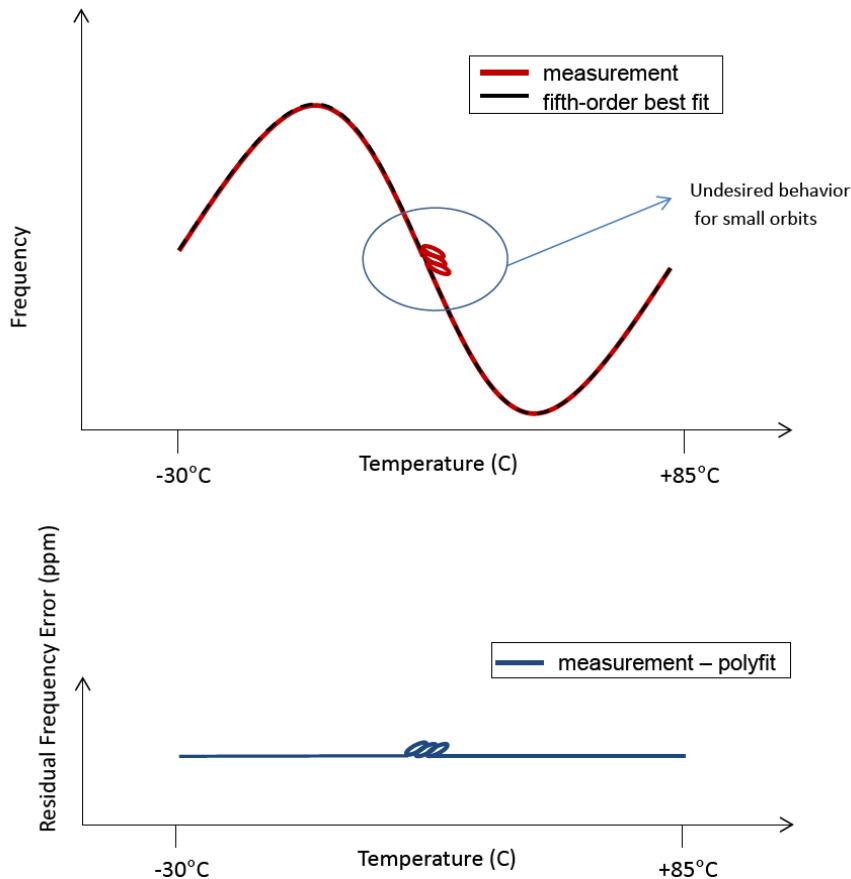 measurement
fifth-order best fit
Undesired behavior
for small orbits
Frequency
-30°C
Temperature (C)
+85°C
Residual Frequency Error (ppm)
measurement – polyfit
-30°C
Temperature (C)
+85°C